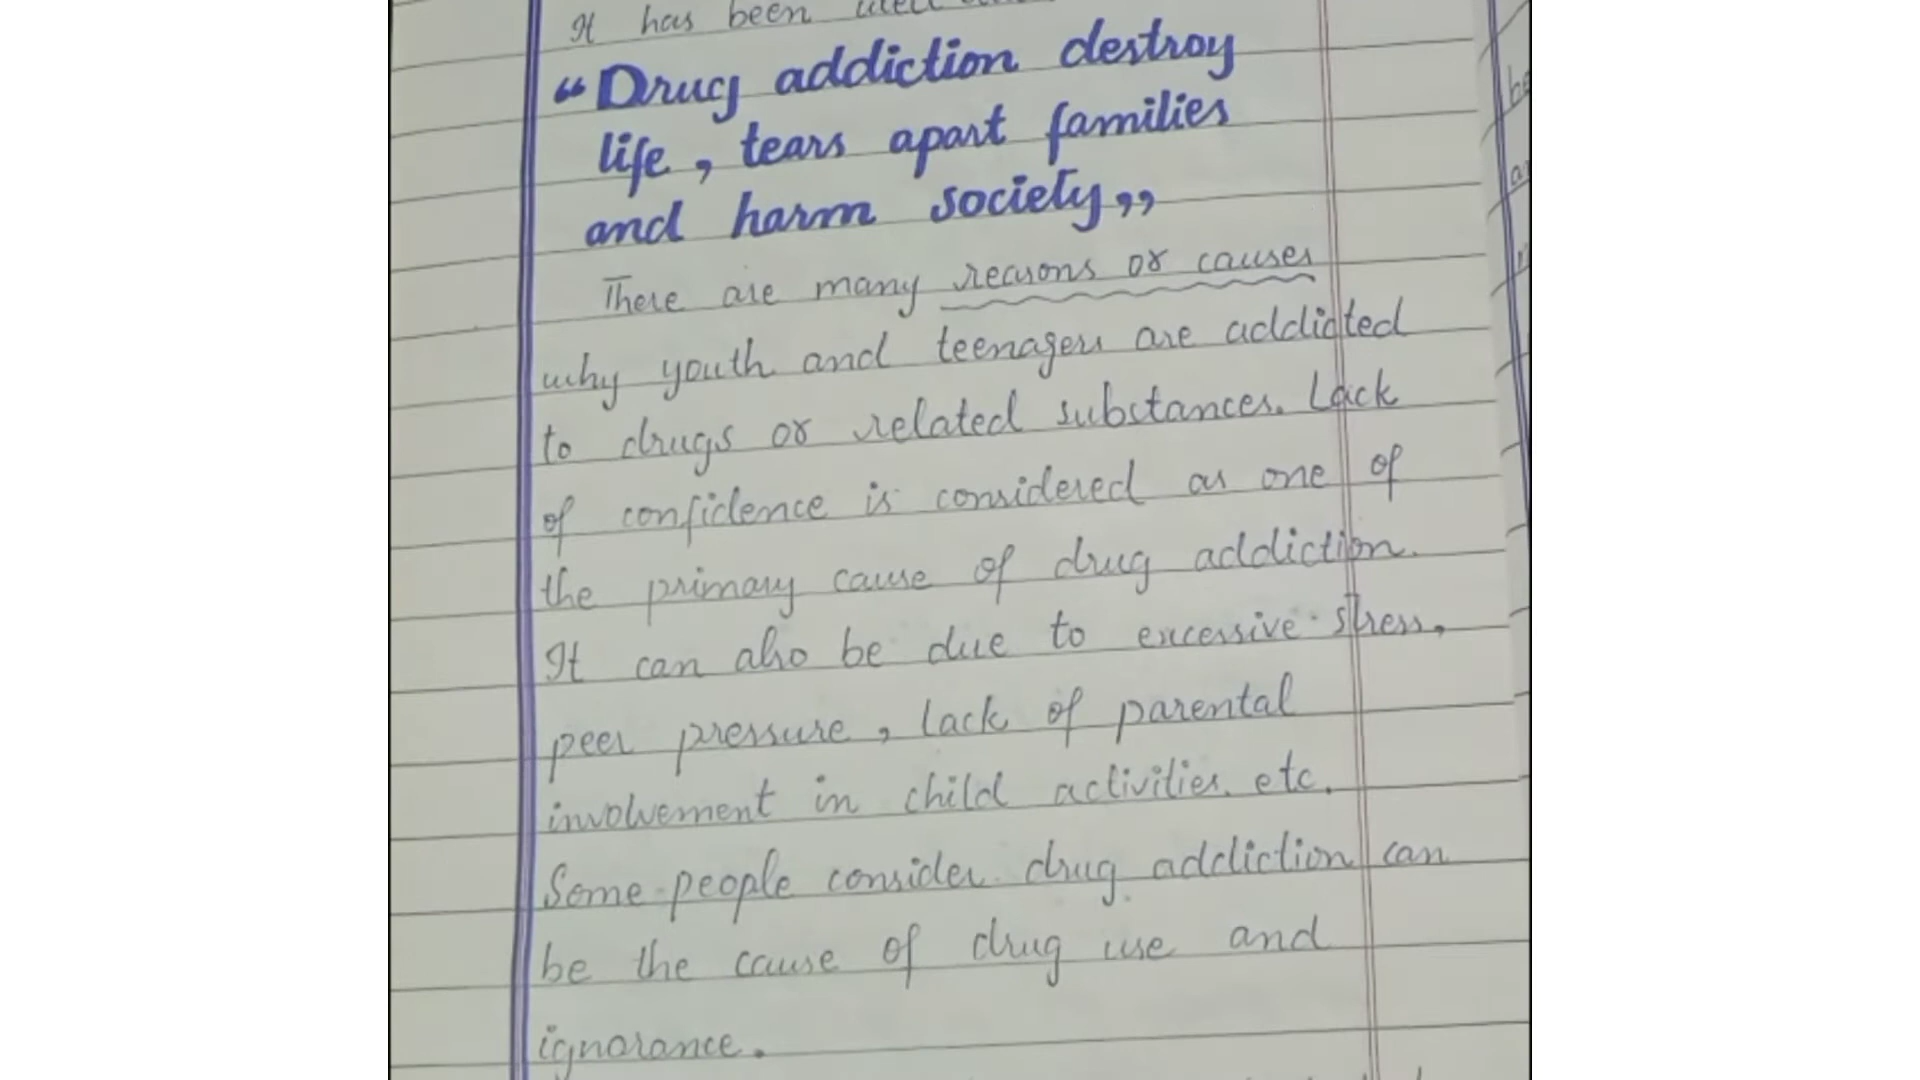 It has been
“Drug addiction destroy
life, tears apart families
and harm society,,
There are many reasons or causes
why youth and teenagers are addicted
to drugs or related substances. Lack
of confidence is considered as one of
the primary cause of drug addiction.
It can also be due to excessive stress,
peer pressure, lack of parental
involvement in child activities etc.
Some people consider drug addiction can
be the cause of drug use and
ignorance.